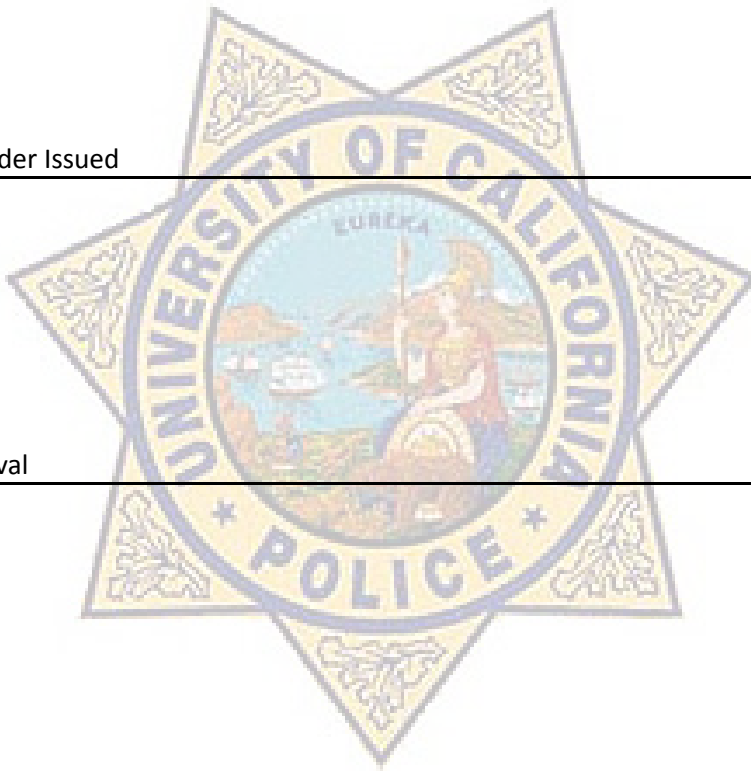 der Issued
UNIVERSITY OF CALIFORNIA
EUREKA
val
POLICE